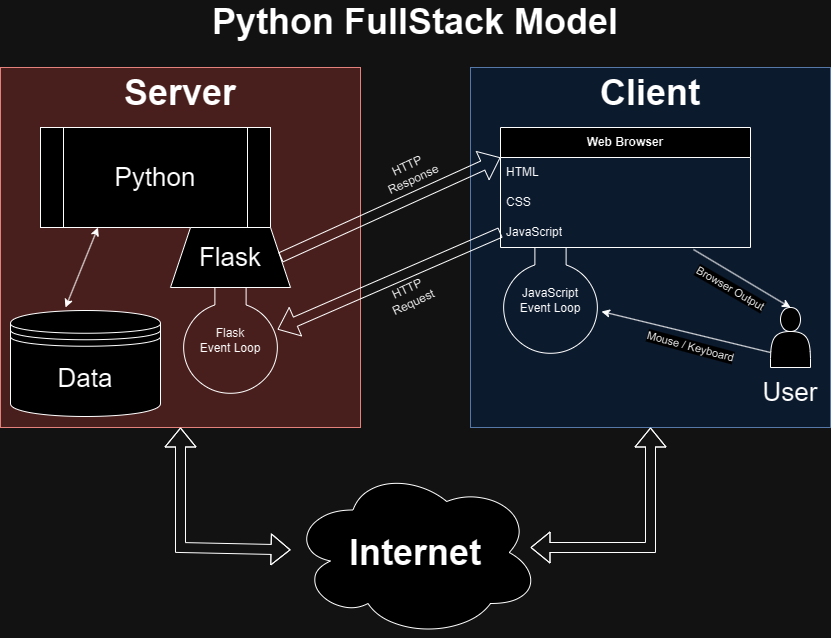 Python FullStack Model
Server
Python
Flask
Flask
Event Loop
Data
HTTP
Response
HTTP
Request
Client
Web Browser
HTML
CSS
JavaScript
JavaScript
Event Loop
Browser Output
Mouse / Keyboard
User
Internet